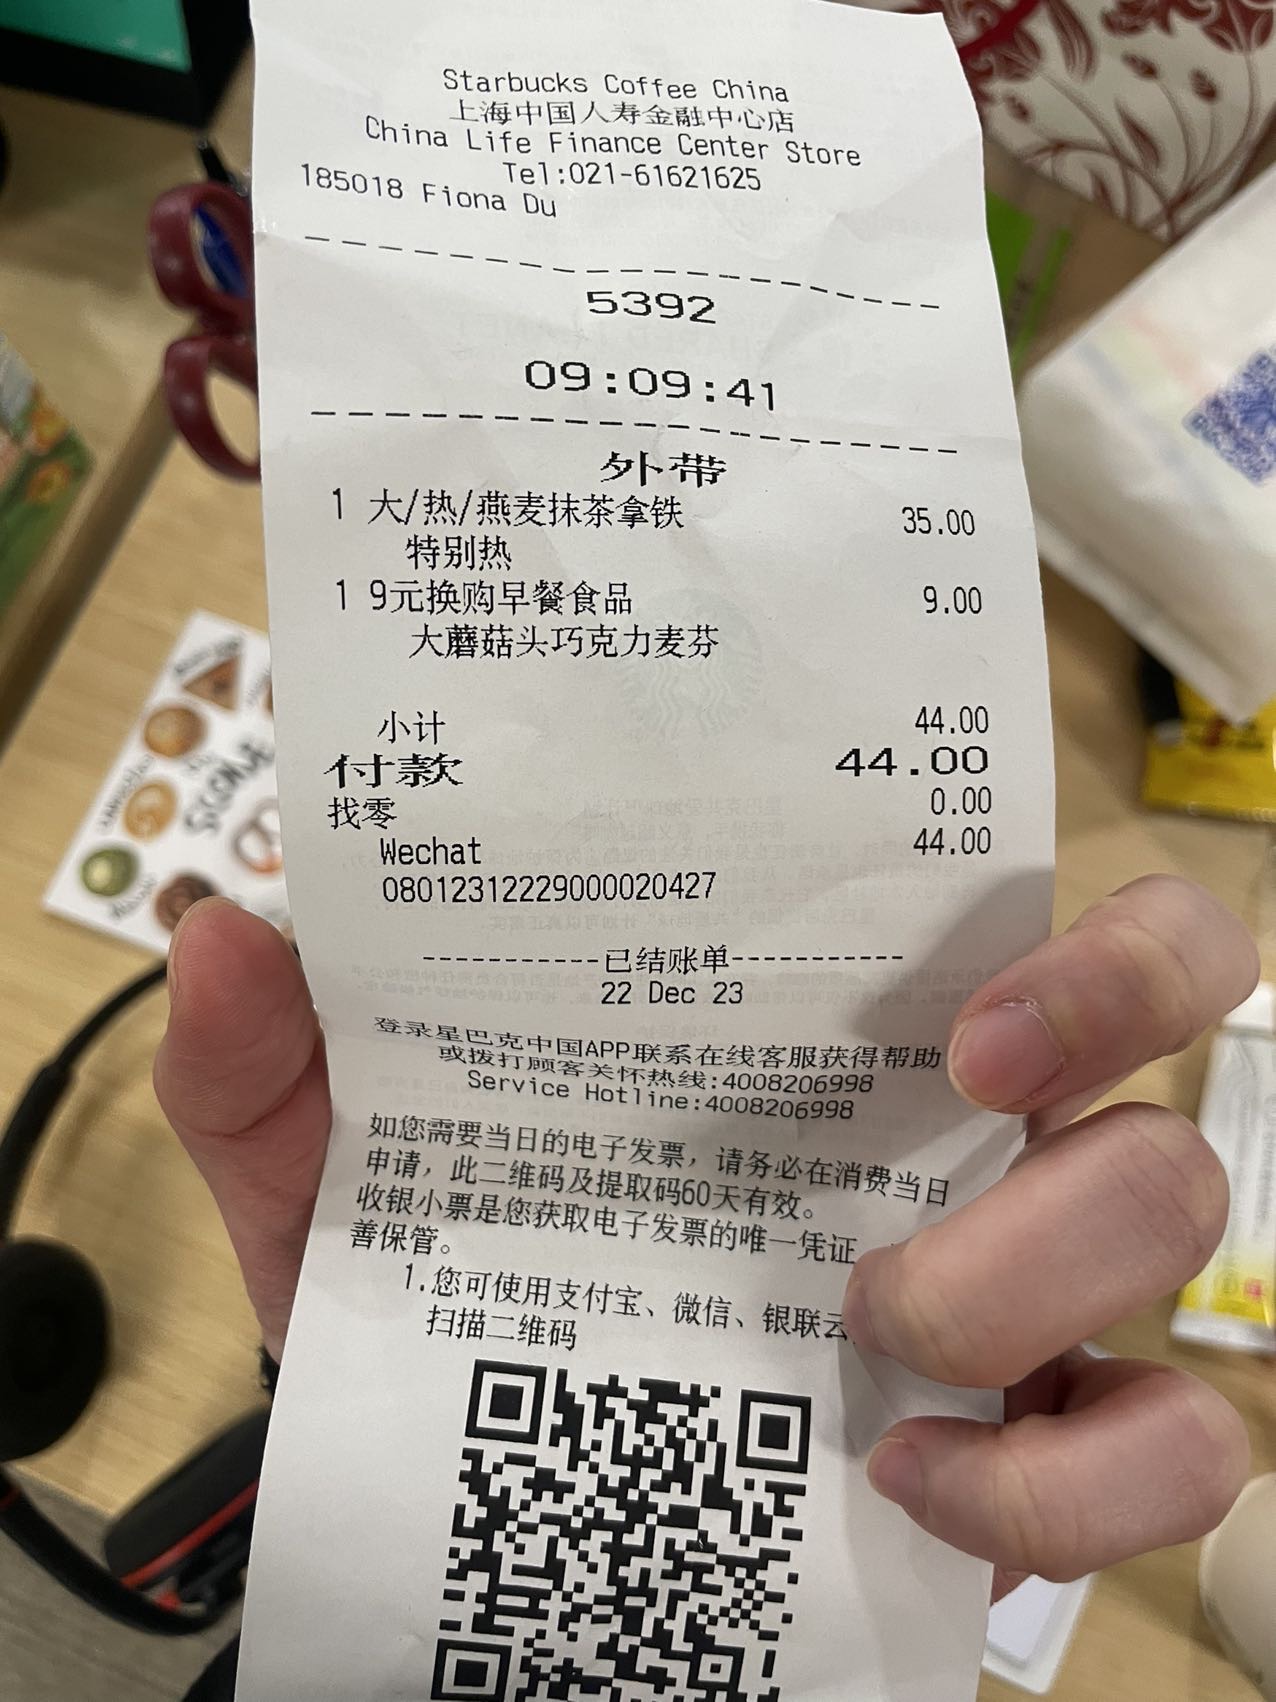 Starbucks Coffee China
上海中国人寿金融中心店
China Life Finance Center Store
Tel:021-61621625
185018 Fiona Du
5392
09:09:41
外带
1 大/热/燕麦抹茶拿铁 35.00
特别热
1 9元换购早餐食品 9.00
大蘑菇头巧克力麦芬
小计 44.00
付款 44.00
找零 0.00
Wechat 44.00
08012312229000020427
-----------已结账单-----------
22 Dec 23
登录星巴克中国APP联系在线客服获得帮助
或拨打顾客关怀热线:4008206998
Service Hotline:4008206998
如您需要当日的电子发票，请务必在消费当日
申请，此二维码及提取码60天有效。
收银小票是您获取电子发票的唯一凭证
善保管。
1.您可使用支付宝、微信、银联云
扫描二维码